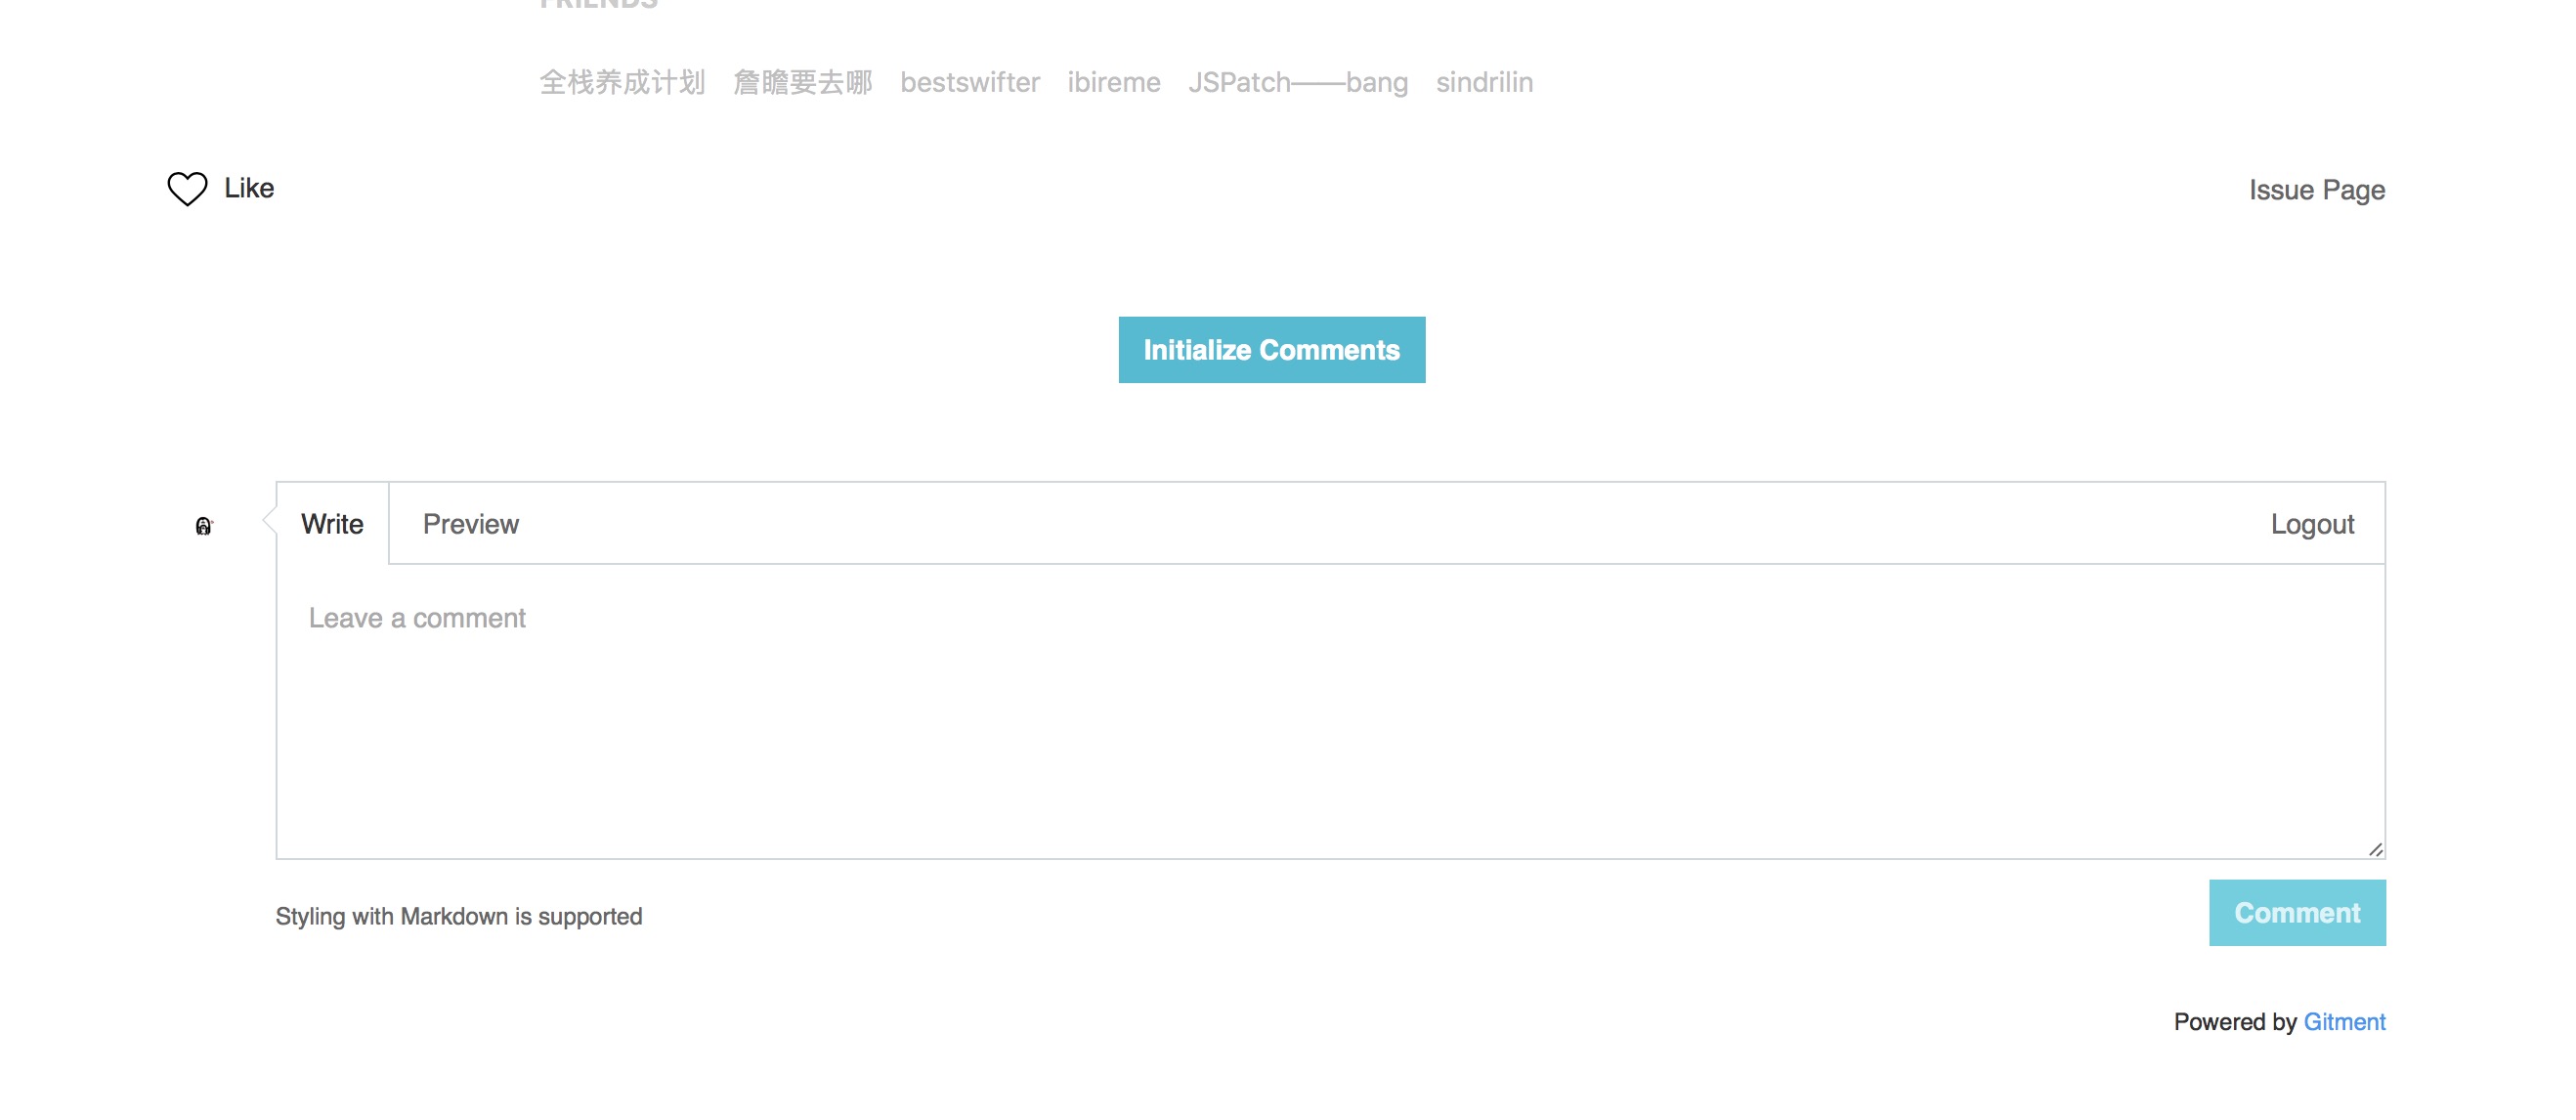 FRIENDS
全栈养成计划 詹瞻要去哪 bestswifter ibireme JSPatch——bang sindrilin
Like
Issue Page
Initialize Comments
Write Preview Logout
Leave a comment
Styling with Markdown is supported
Comment
Powered by Gitment